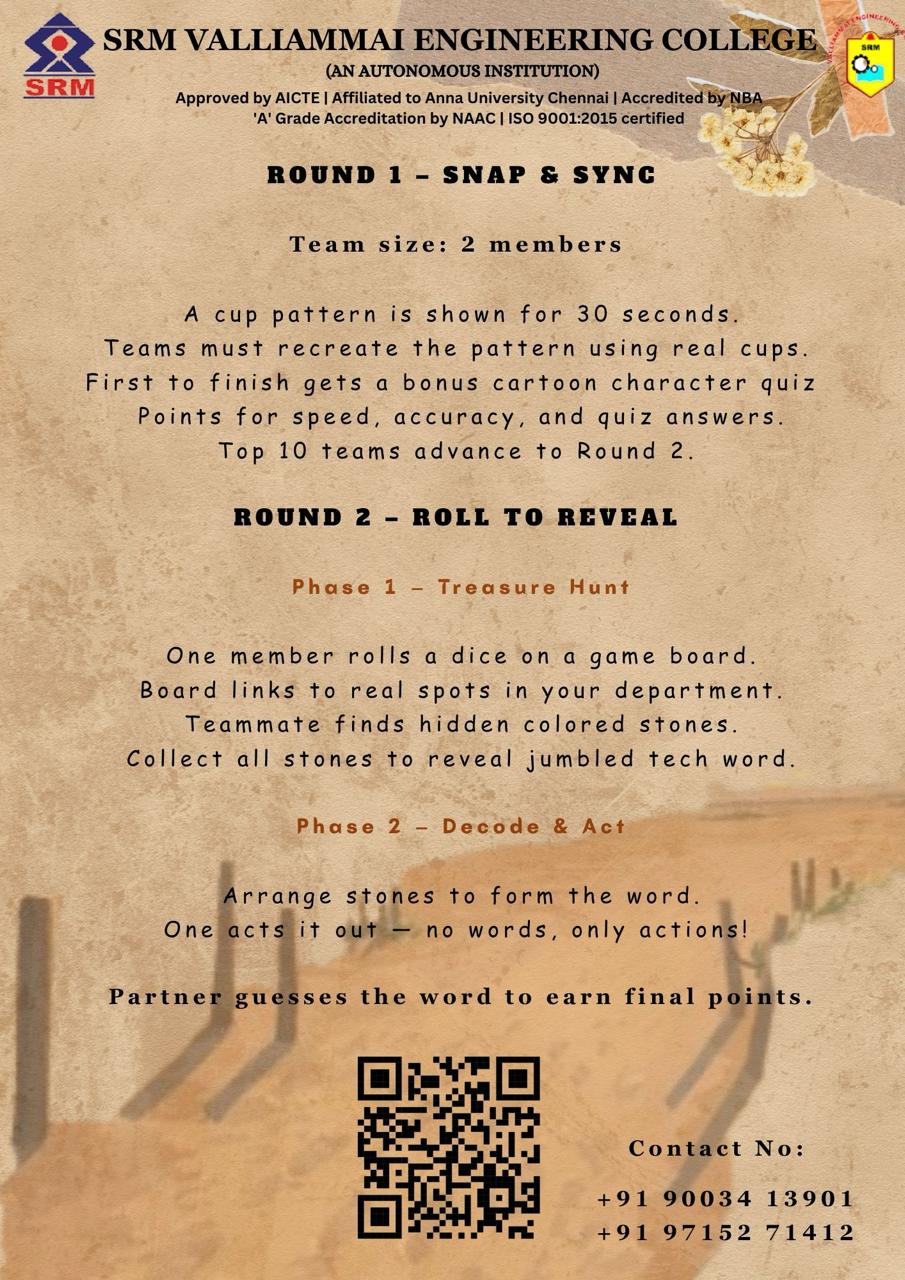 SRM VALLIAMMAI ENGINEERING COLLEGE
(AN AUTONOMOUS INSTITUTION)
Approved by AICTE | Affiliated to Anna University Chennai | Accredited by NBA
'A' Grade Accreditation by NAAC | ISO 9001:2015 certified
SRM
SRM
ROUND 1 – SNAP & SYNC
Team size: 2 members
A cup pattern is shown for 30 seconds.
Teams must recreate the pattern using real cups.
First to finish gets a bonus cartoon character quiz
Points for speed, accuracy, and quiz answers.
Top 10 teams advance to Round 2.
ROUND 2 – ROLL TO REVEAL
Phase 1 – Treasure Hunt
One member rolls a dice on a game board.
Board links to real spots in your department.
Teammate finds hidden colored stones.
Collect all stones to reveal jumbled tech word.
Phase 2 – Decode & Act
Arrange stones to form the word.
One acts it out — no words, only actions!
Partner guesses the word to earn final points.
Contact No:
+91 90034 13901
+91 97152 71412